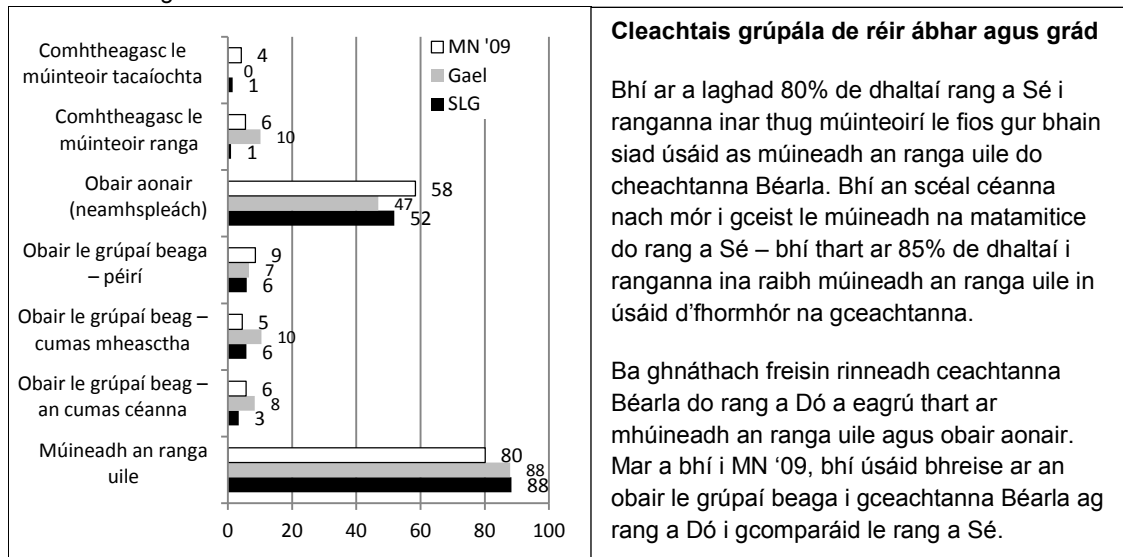 Comhtheagasc le
múinteoir tacaíochta
4
0
1
Comhtheagasc le
múinteoir ranga
6
10
1
Obair aonair
(neamhspleách)
58
47
52
Obair le grúpaí beaga
– péirí
9
7
6
Obair le grúpaí beag –
cumas mheasctha
5
10
6
Obair le grúpaí beag –
an cumas céanna
6
8
3
Múineadh an ranga
uile
80
88
88
0 20 40 60 80 100
MN '09
Gael
SLG
Cleachtais grúpála de réir ábhar agus grád
Bhí ar a laghad 80% de dhaltaí rang a Sé i
ranganna inar thug múinteoirí le fios gur bhain
siad úsáid as múineadh an ranga uile do
cheachtanna Béarla. Bhí an scéal céanna
nach mór i gceist le múineadh na matamitice
do rang a Sé – bhí thart ar 85% de dhaltaí i
ranganna ina raibh múineadh an ranga uile in
úsáid d'fhormhór na gceachtanna.
Ba ghnáthach freisin rinneadh ceachtanna
Béarla do rang a Dó a eagrú thart ar
mhúineadh an ranga uile agus obair aonair.
Mar a bhí i MN '09, bhí úsáid bhreise ar an
obair le grúpaí beaga i gceachtanna Béarla ag
rang a Dó i gcomparáid le rang a Sé.